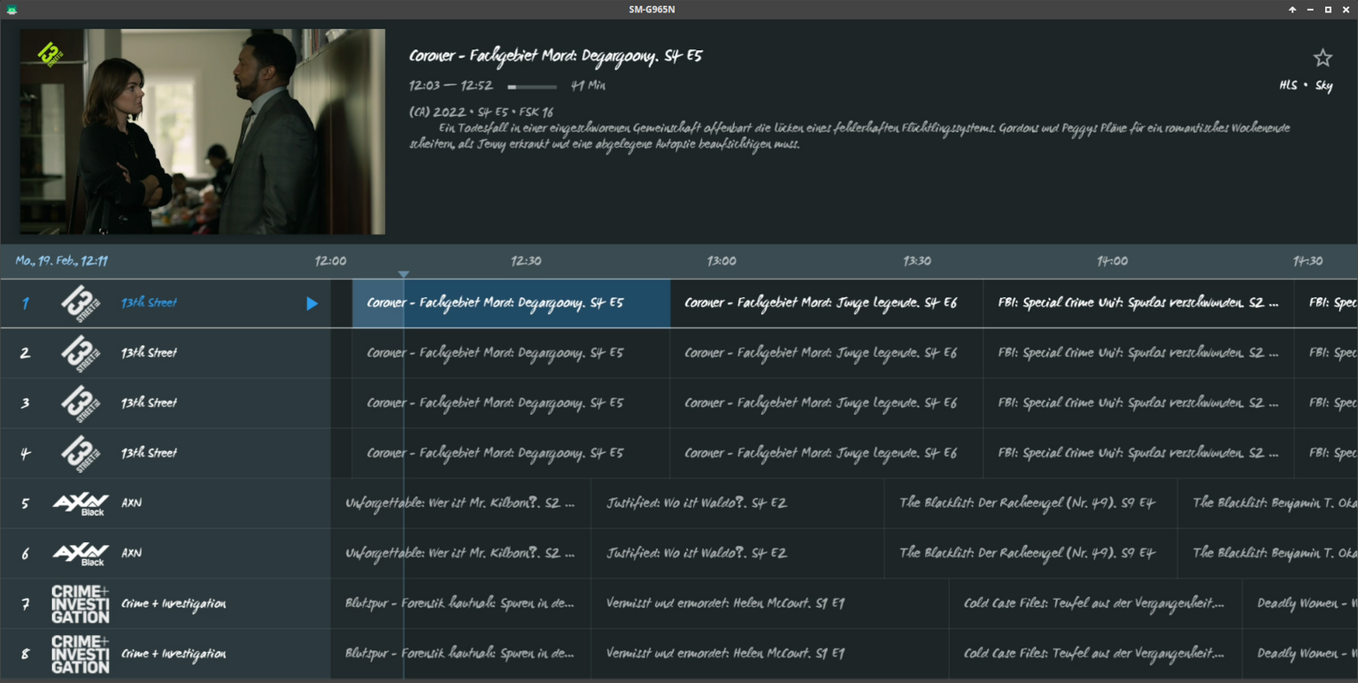 SM-G965N
13 STREET
Coroner - Fachgebiet Mord: Degargoony. S4 E5
12:03 — 12:52 41 Min
HLS • Sky
(CA) 2022 • S4 E5 • FSK 16
Ein Todesfall in einer eingeschworenen Gemeinschaft offenbart die Lücken eines fehlerhaften Flüchtlingssystems. Gordons und Peggys Pläne für ein romantisches Wochenende
scheitern, als Jenny erkrankt und eine abgelegene Autopsie beaufsichtigen muss.
Mo., 19. Feb., 12:11 12:00 12:30 13:00 13:30 14:00 14:30
1 13 STREET 13th Street Coroner - Fachgebiet Mord: Degargoony. S4 E5 Coroner - Fachgebiet Mord: Junge Legende. S4 E6 FBI: Special Crime Unit: Spurlos verschwunden. S2 ... FBI: Spec
2 13 STREET 13th Street Coroner - Fachgebiet Mord: Degargoony. S4 E5 Coroner - Fachgebiet Mord: Junge Legende. S4 E6 FBI: Special Crime Unit: Spurlos verschwunden. S2 ... FBI: Spec
3 13 STREET 13th Street Coroner - Fachgebiet Mord: Degargoony. S4 E5 Coroner - Fachgebiet Mord: Junge Legende. S4 E6 FBI: Special Crime Unit: Spurlos verschwunden. S2 ... FBI: Spec
4 13 STREET 13th Street Coroner - Fachgebiet Mord: Degargoony. S4 E5 Coroner - Fachgebiet Mord: Junge Legende. S4 E6 FBI: Special Crime Unit: Spurlos verschwunden. S2 ... FBI: Spec
5 AXN Black AXN Unforgettable: Wer ist Mr. Kilborn?. S2 ... Justified: Wo ist Waldo?. S4 E2 The Blacklist: Der Racheengel (Nr. 49). S9 E4 The Blacklist: Benjamin T. Oka
6 AXN Black AXN Unforgettable: Wer ist Mr. Kilborn?. S2 ... Justified: Wo ist Waldo?. S4 E2 The Blacklist: Der Racheengel (Nr. 49). S9 E4 The Blacklist: Benjamin T. Oka
7 CRIME+ INVESTIGATION Crime + Investigation Blutspur - Forensik hautnah: Spuren in de... Vermisst und ermordet: Helen McCourt. S1 E1 Cold Case Files: Teufel aus der Vergangenheit.... Deadly Women -
8 CRIME+ INVESTIGATION Crime + Investigation Blutspur - Forensik hautnah: Spuren in de... Vermisst und ermordet: Helen McCourt. S1 E1 Cold Case Files: Teufel aus der Vergangenheit.... Deadly Women -